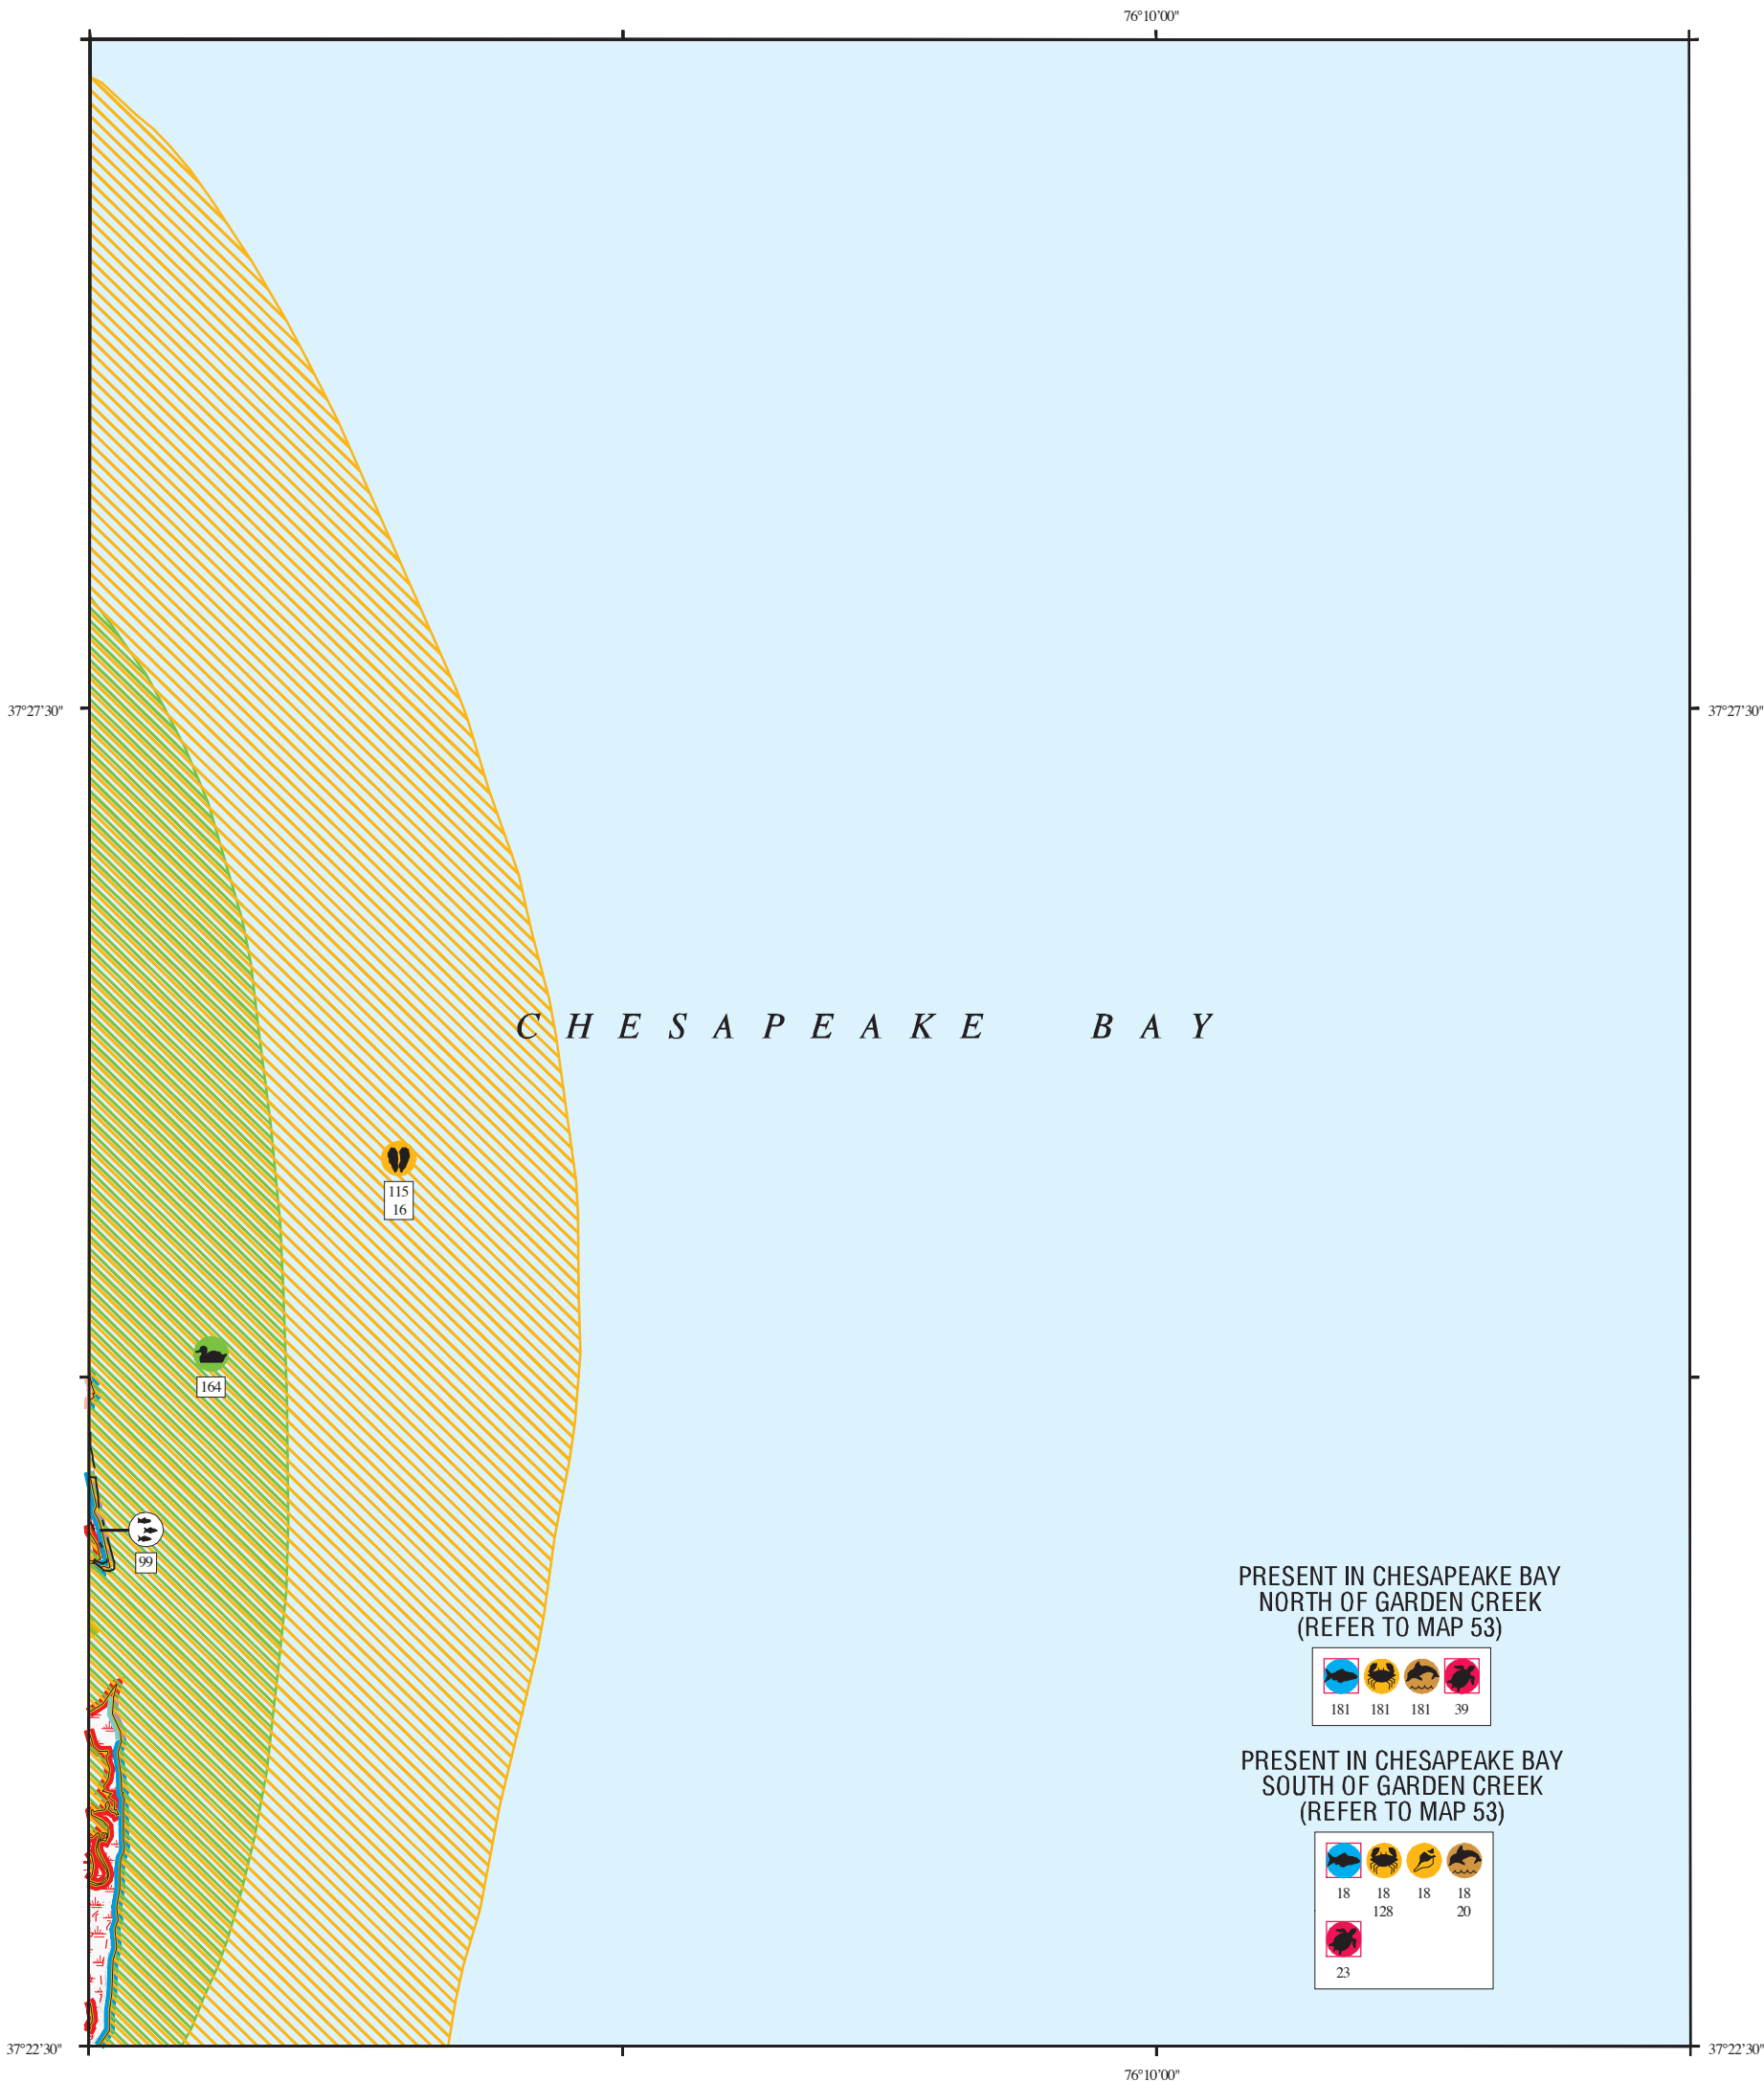 76°10'00"
37°27'30"
37°27'30"
CHESAPEAKE BAY
115
16
164
99
PRESENT IN CHESAPEAKE BAY
NORTH OF GARDEN CREEK
(REFER TO MAP 53)
181 181 181 39
PRESENT IN CHESAPEAKE BAY
SOUTH OF GARDEN CREEK
(REFER TO MAP 53)
18 18 18 18
128 20
23
37°22'30"
37°22'30"
76°10'00"